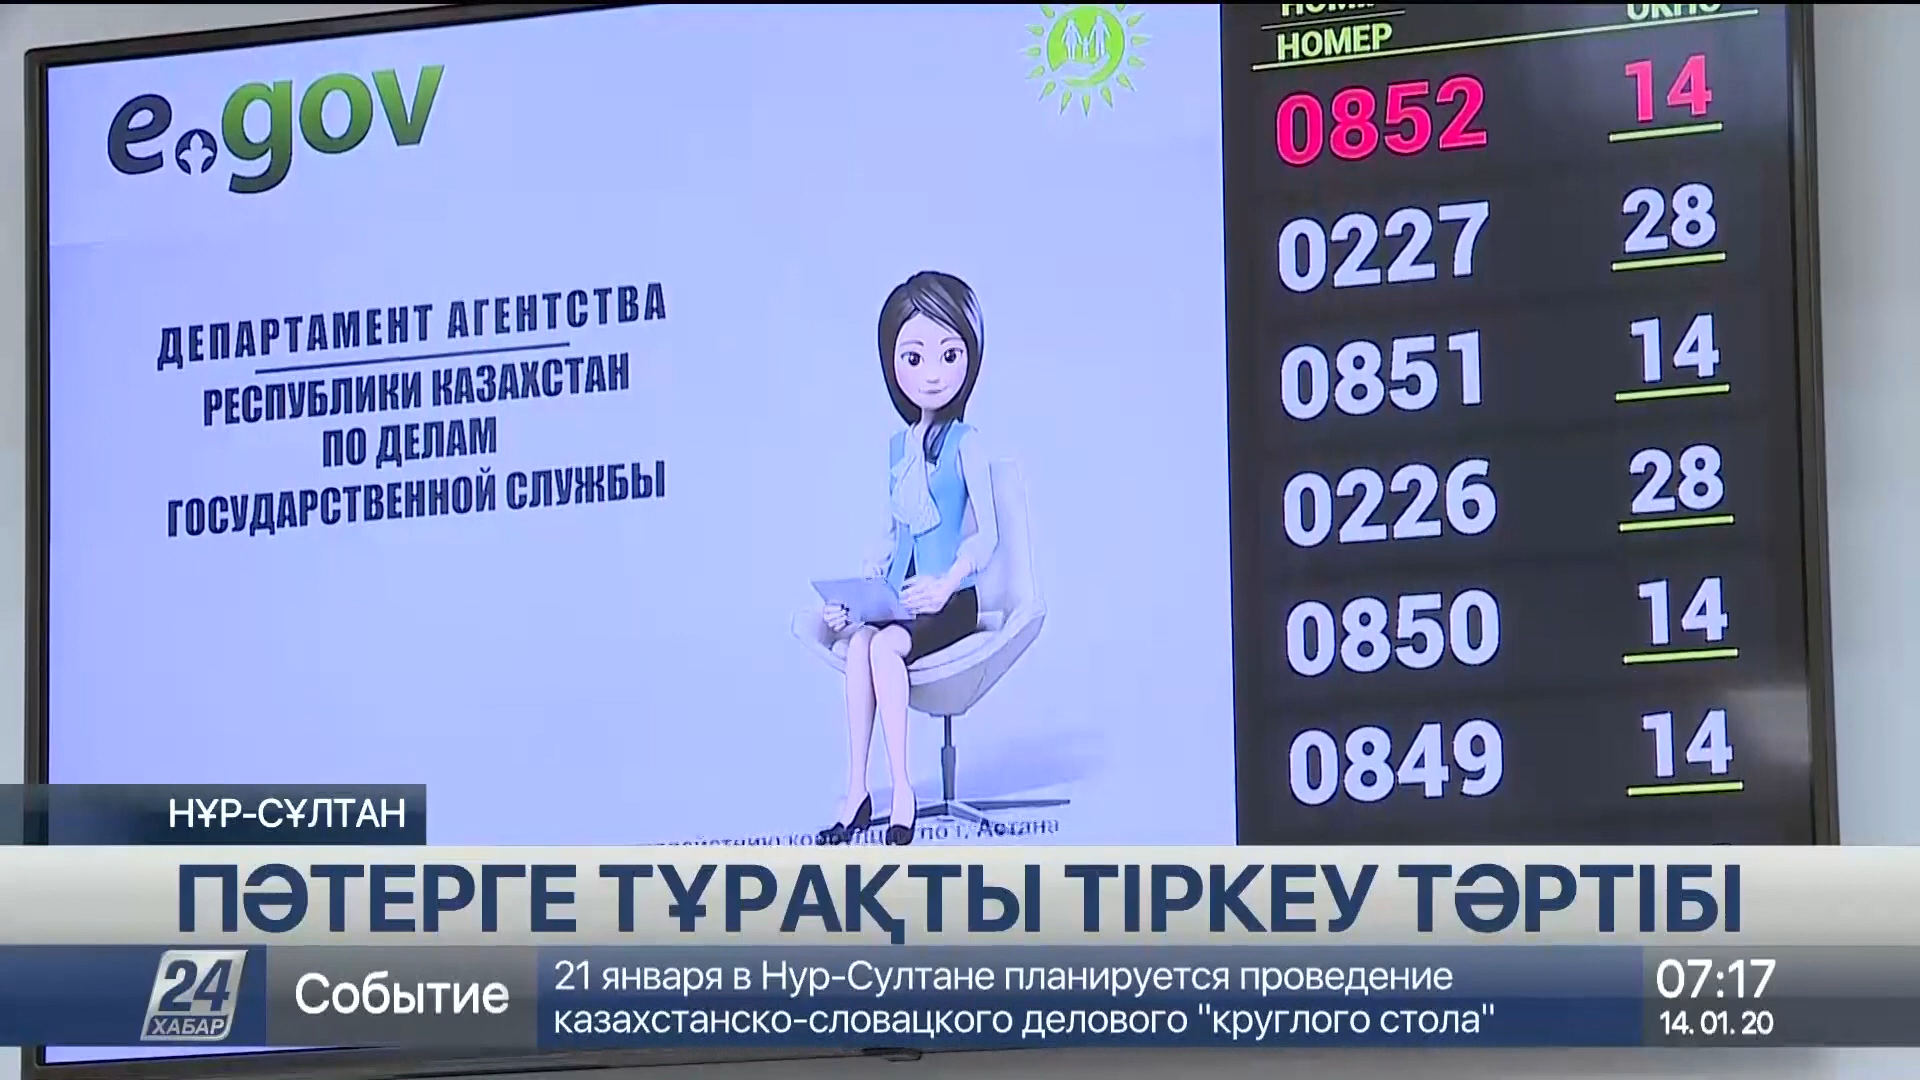 e.gov
НОМЕР
0852 14
0227 28
0851 14
0226 28
0850 14
0849 14
ДЕПАРТАМЕНТ АГЕНТСТВА
РЕСПУБЛИКИ КАЗАХСТАН
ПО ДЕЛАМ
ГОСУДАРСТВЕННОЙ СЛУЖБЫ
по г. Астана
НҰР-СҰЛТАН
ПӘТЕРГЕ ТҰРАҚТЫ ТІРКЕУ ТӘРТІБІ
24
ХАБАР
Событие
21 января в Нур-Султане планируется проведение
казахстанско-словацкого делового "круглого стола"
07:17
14. 01. 20